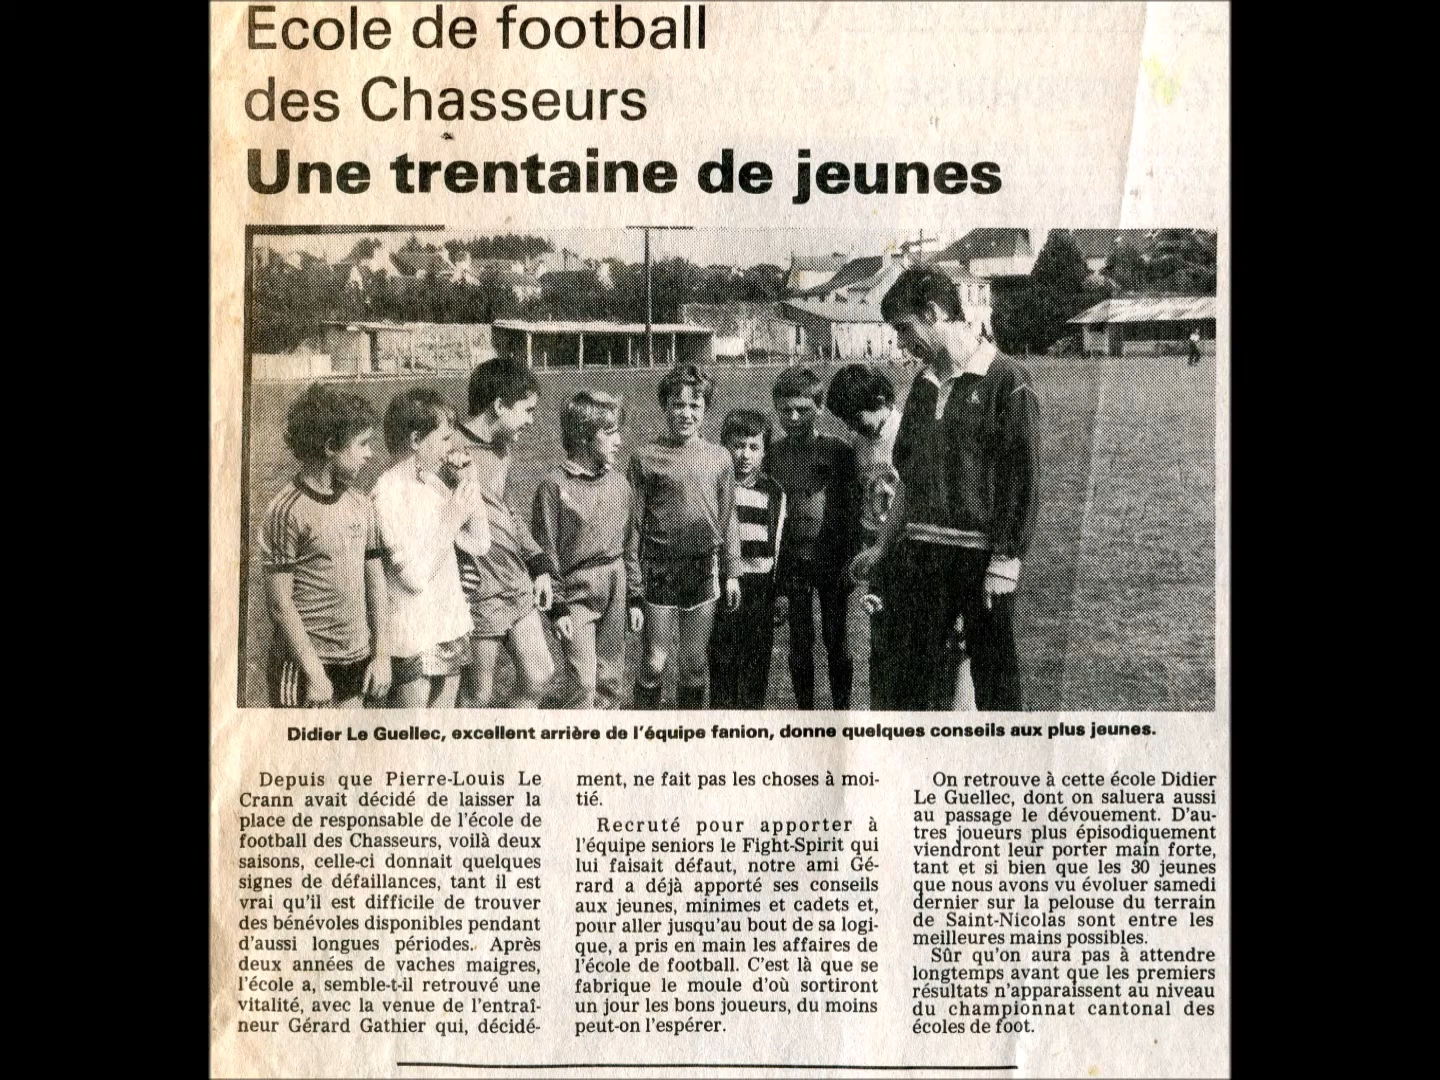 Ecole de football
des Chasseurs
Une trentaine de jeunes
Didier Le Guellec, excellent arrière de l'équipe fanion, donne quelques conseils aux plus jeunes.
Depuis que Pierre-Louis Le
Crann avait décidé de laisser la
place de responsable de l'école de
football des Chasseurs, voilà deux
saisons, celle-ci donnait quelques
signes de défaillances, tant il est
vrai qu'il est difficile de trouver
des bénévoles disponibles pendant
d'aussi longues périodes. Après
deux années de vaches maigres,
l'école a, semble-t-il retrouvé une
vitalité, avec la venue de l'entraî-
neur Gérard Gathier qui, décidé-
ment, ne fait pas les choses à moi-
tié.
Recruté pour apporter à
l'équipe seniors le Fight-Spirit qui
lui faisait défaut, notre ami Gé-
rard a déjà apporté ses conseils
aux jeunes, minimes et cadets et,
pour aller jusqu'au bout de sa logi-
que, a pris en main les affaires de
l'école de football. C'est là que se
fabrique le moule d'où sortiront
un jour les bons joueurs, du moins
peut-on l'espérer.
On retrouve à cette école Didier
Le Guellec, dont on saluera aussi
au passage le dévouement. D'au-
tres joueurs plus épisodiquement
viendront leur porter main forte,
tant et si bien que les 30 jeunes
que nous avons vu évoluer samedi
dernier sur la pelouse du terrain
de Saint-Nicolas sont entre les
meilleures mains possibles.
Sûr qu'on aura pas à attendre
longtemps avant que les premiers
résultats n'apparaissent au niveau
du championnat cantonal des
écoles de foot.